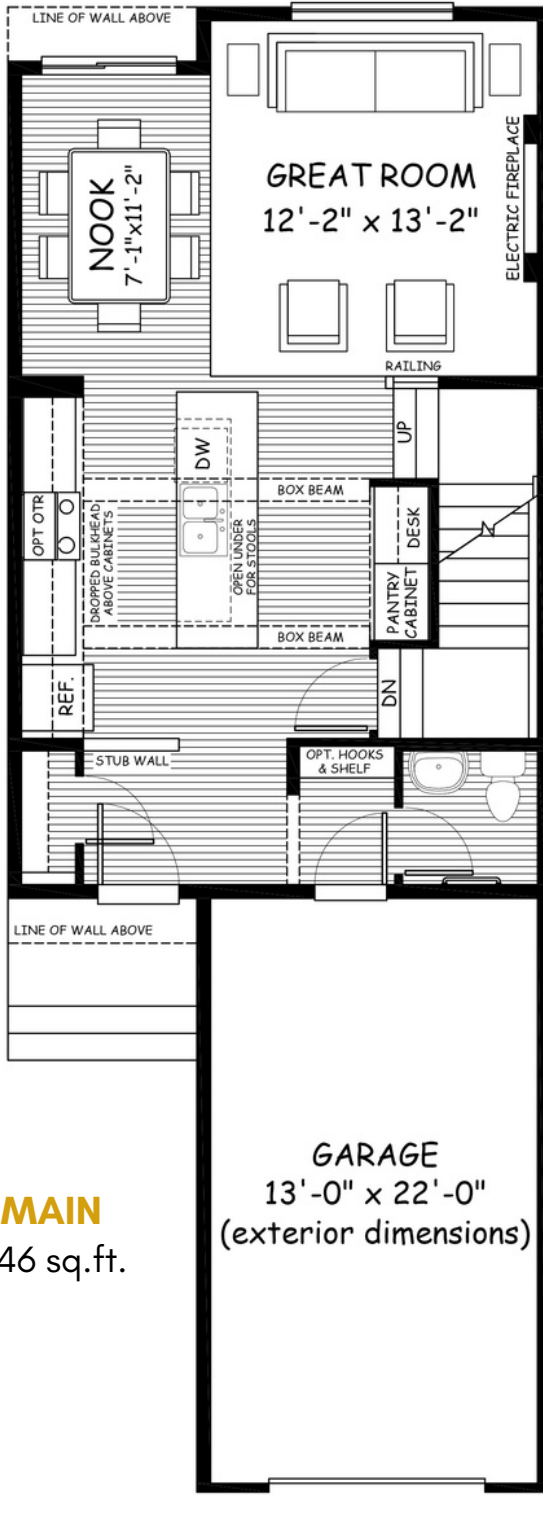 LINE OF WALL ABOVE
GREAT ROOM
12'-2" x 13'-2"
ELECTRIC FIREPLACE
NOOK
7'-1"x11'-2"
RAILING
UP
DW
BOX BEAM
OPT OTR
DROPPED BULKHEAD
ABOVE CABINETS
OPEN UNDER
FOR STOOLS
DESK
PANTRY
CABINET
N
BOX BEAM
REF.
DN
STUB WALL
OPT. HOOKS
& SHELF
LINE OF WALL ABOVE
GARAGE
13'-0" x 22'-0"
(exterior dimensions)
MAIN
46 sq.ft.